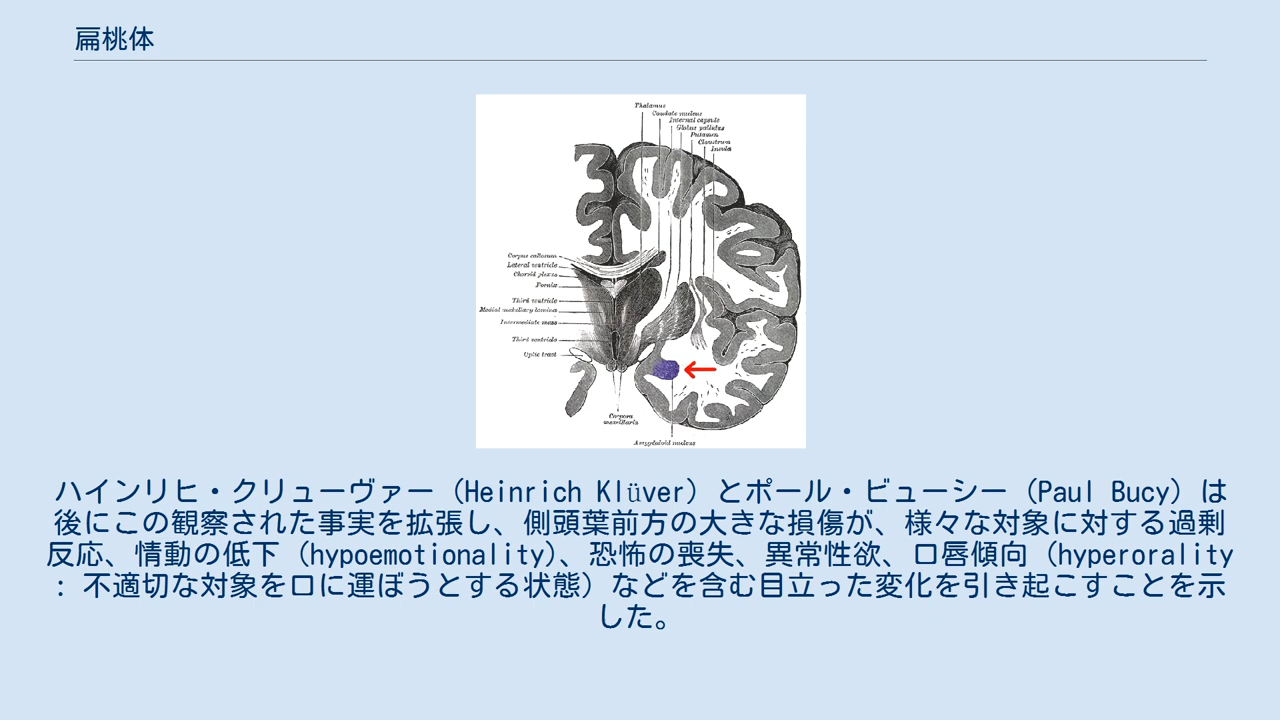 扁桃体
Thalamus
Caudate nucleus
Internal capsule
Globus pallidus
Putamen
Claustrum
Insula
Corpus callosum
Lateral ventricle
Choroid plexus
Fornix
Third ventricle
Medial medullary lamina
Intermediate mass
Third ventricle
Optic tract
Corpora
mamillaria
Amygdaloid nucleus
ハインリヒ・クリューヴァー（Heinrich Klüver）とポール・ビューシー（Paul Bucy）は
後にこの観察された事実を拡張し、側頭葉前方の大きな損傷が、様々な対象に対する過剰
反応、情動の低下（hypoemotionality）、恐怖の喪失、異常性欲、口唇傾向（hyperorality
: 不適切な対象を口に運ぼうとする状態）などを含む目立った変化を引き起こすことを示
した。